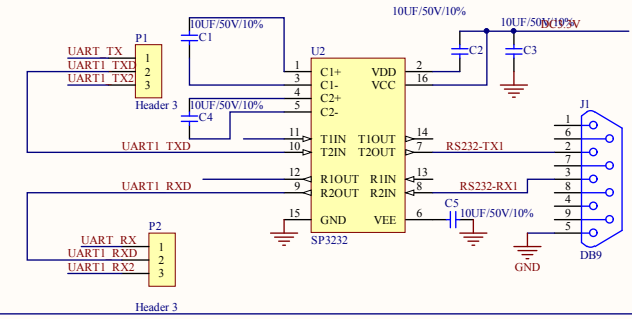 10UF/50V/10%
10UF/50V/10%
10UF/50V/10%
DC3.3V
P1
C1
U2
C2
C3
UART_TX
1
UART1_TXD
2
UART1_TX2
3
Header 3
1
C1+
VDD
2
3
C1-
VCC
16
4
C2+
5
C2-
10UF/50V/10%
C4
J1
11
T1IN
T1OUT
14
UART1_TXD
10
T2IN
T2OUT
7
RS232-TX1
12
R1OUT
R1IN
13
UART1_RXD
9
R2OUT
R2IN
8
RS232-RX1
15
GND
VEE
6
C5
10UF/50V/10%
SP3232
1
6
2
7
3
8
4
9
5
DB9
GND
P2
UART_RX
1
UART1_RXD
2
UART1_RX2
3
Header 3